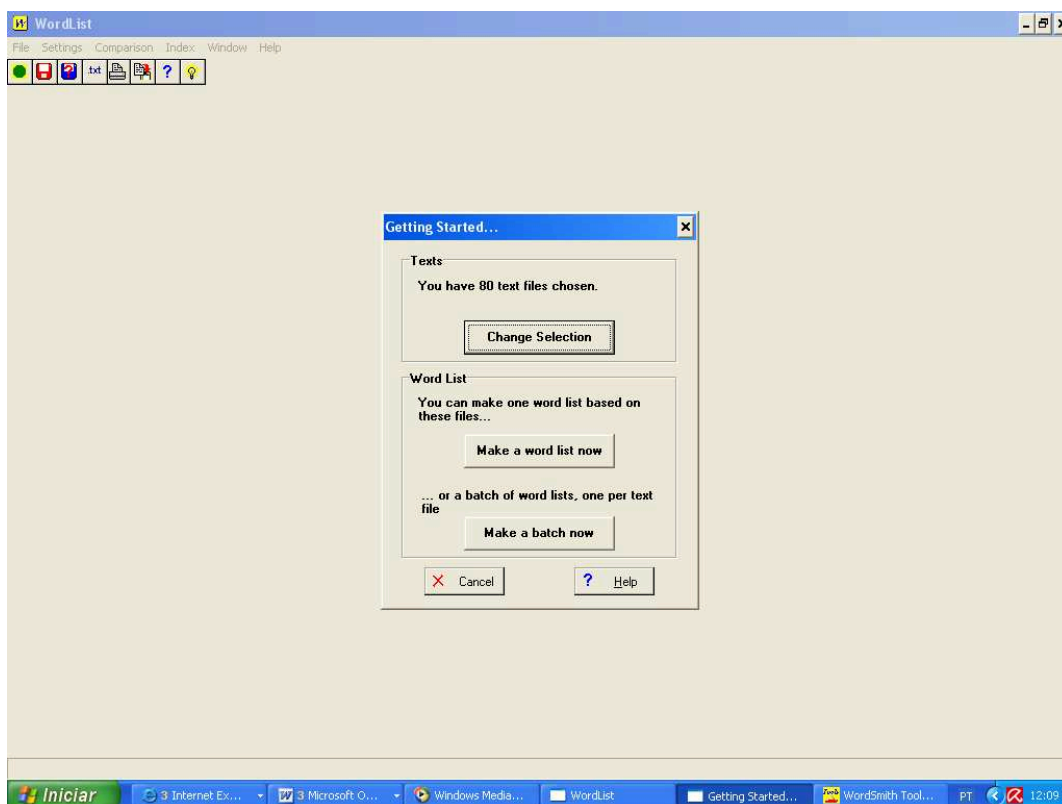 WordList
File Settings Comparison Index Window Help
.txt ?
Getting Started...
Texts
You have 80 text files chosen.
Change Selection
Word List
You can make one word list based on
these files...
Make a word list now
... or a batch of word lists, one per text
file
Make a batch now
Cancel ? Help
Iniciar 3 Internet Ex... 3 Microsoft O... Windows Media... WordList Getting Started... WordSmith Tool... PT 12:09